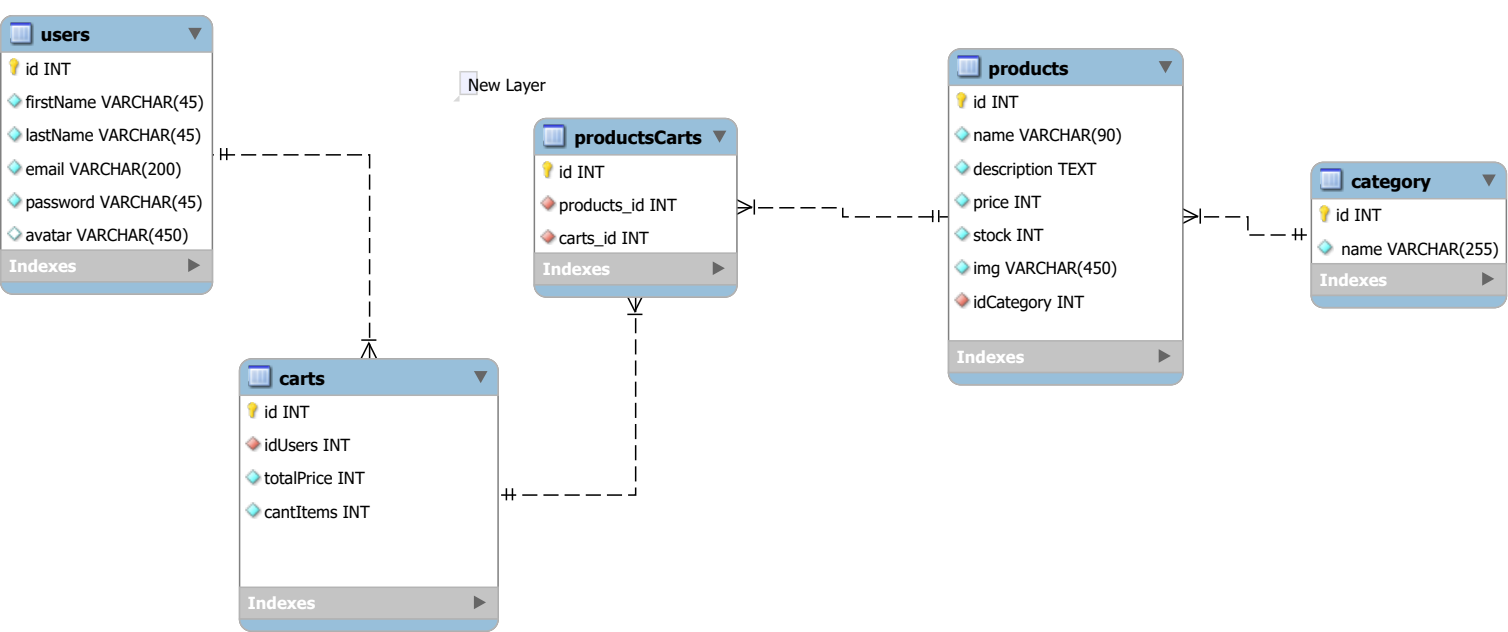 users
id INT
firstName VARCHAR(45)
lastName VARCHAR(45)
email VARCHAR(200)
password VARCHAR(45)
avatar VARCHAR(450)
Indexes
New Layer
productsCarts
id INT
products_id INT
carts_id INT
Indexes
products
id INT
name VARCHAR(90)
description TEXT
price INT
stock INT
img VARCHAR(450)
idCategory INT
Indexes
category
id INT
name VARCHAR(255)
Indexes
carts
id INT
idUsers INT
totalPrice INT
cantItems INT
Indexes